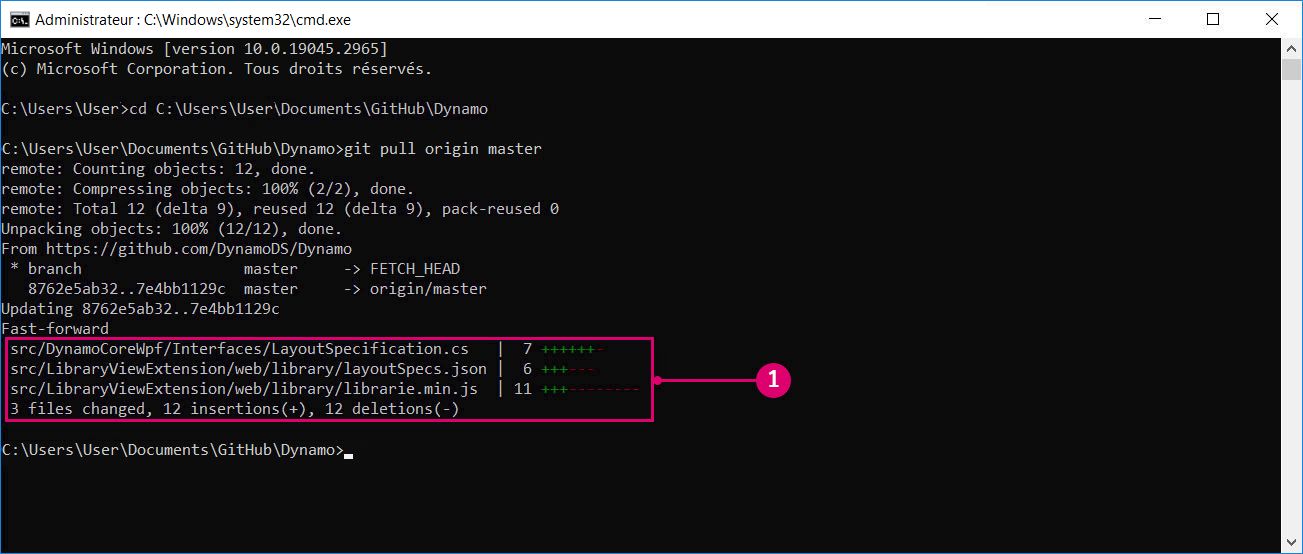 Administrateur : C:\Windows\system32\cmd.exe
Microsoft Windows [version 10.0.19045.2965]
(c) Microsoft Corporation. Tous droits réservés.
C:\Users\User>cd C:\Users\User\Documents\GitHub\Dynamo
C:\Users\User\Documents\GitHub\Dynamo>git pull origin master
remote: Counting objects: 12, done.
remote: Compressing objects: 100% (2/2), done.
remote: Total 12 (delta 9), reused 12 (delta 9), pack-reused 0
Unpacking objects: 100% (12/12), done.
From https://github.com/DynamoDS/Dynamo
 * branch                  master     -> FETCH_HEAD
   8762e5ab32..7e4bb1129c  master     -> origin/master
Updating 8762e5ab32..7e4bb1129c
Fast-forward
 src/DynamoCoreWpf/Interfaces/LayoutSpecification.cs   |  7 ++++++-
 src/LibraryViewExtension/web/library/layoutSpecs.json |  6 +++---
 src/LibraryViewExtension/web/library/librarie.min.js  | 11 +++--------
 3 files changed, 12 insertions(+), 12 deletions(-)
1
C:\Users\User\Documents\GitHub\Dynamo>